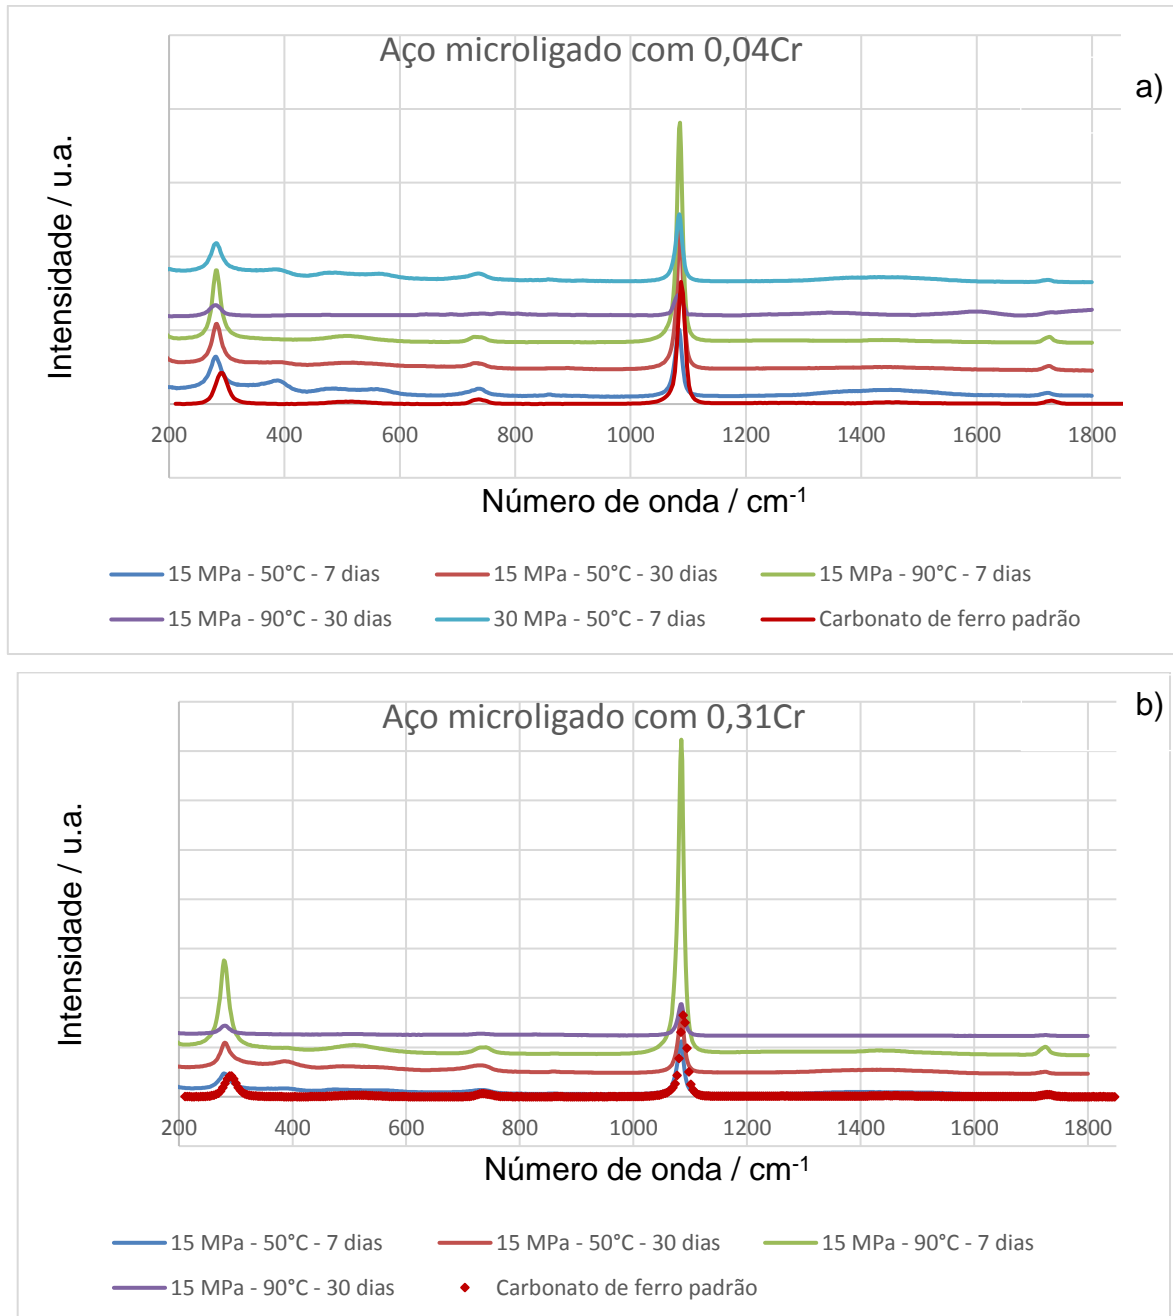 Aço microligado com 0,04Cr
a)
Intensidade / u.a.
200 400 600 800 1000 1200 1400 1600 1800
Número de onda / cm-1
15 MPa - 50°C - 7 dias 15 MPa - 50°C - 30 dias 15 MPa - 90°C - 7 dias
15 MPa - 90°C - 30 dias 30 MPa - 50°C - 7 dias Carbonato de ferro padrão
Aço microligado com 0,31Cr
b)
Intensidade / u.a.
200 400 600 800 1000 1200 1400 1600 1800
Número de onda / cm-1
15 MPa - 50°C - 7 dias 15 MPa - 50°C - 30 dias 15 MPa - 90°C - 7 dias
15 MPa - 90°C - 30 dias Carbonato de ferro padrão